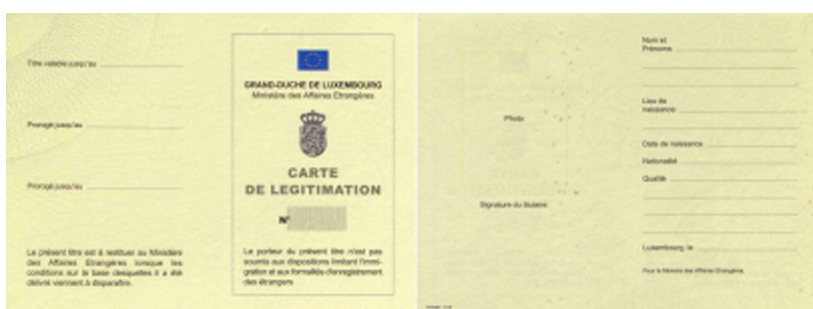 Titre valable jusqu'au
Prorogé jusqu'au
Prorogé jusqu'au
Le présent titre est à restituer au Ministère
des Affaires Etrangères lorsque les
conditions sur la base desquelles il a été
délivré viennent à disparaître.
GRAND-DUCHE DE LUXEMBOURG
Ministère des Affaires Etrangères
CARTE
DE LEGITIMATION
N°
Le porteur du présent titre n'est pas
soumis aux dispositions limitant l'immi-
gration et aux formalités d'enregistrement
des étrangers
Photo
Signature du titulaire
Nom et
Prénoms
Lieu de
naissance
Date de naissance
Nationalité
Qualité
Luxembourg, le
Pour le Ministre des Affaires Etrangères,